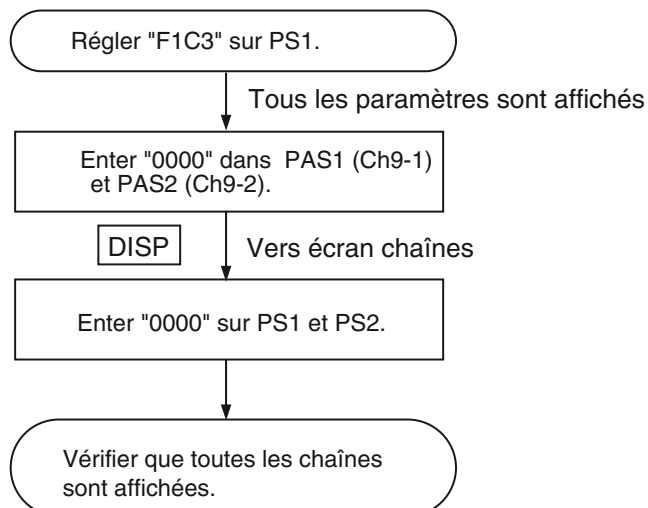 Régler "F1C3" sur PS1.
Tous les paramètres sont affichés
Enter "0000" dans PAS1 (Ch9-1)
et PAS2 (Ch9-2).
DISP Vers écran chaînes
Enter "0000" sur PS1 et PS2.
Vérifier que toutes les chaînes
sont affichées.